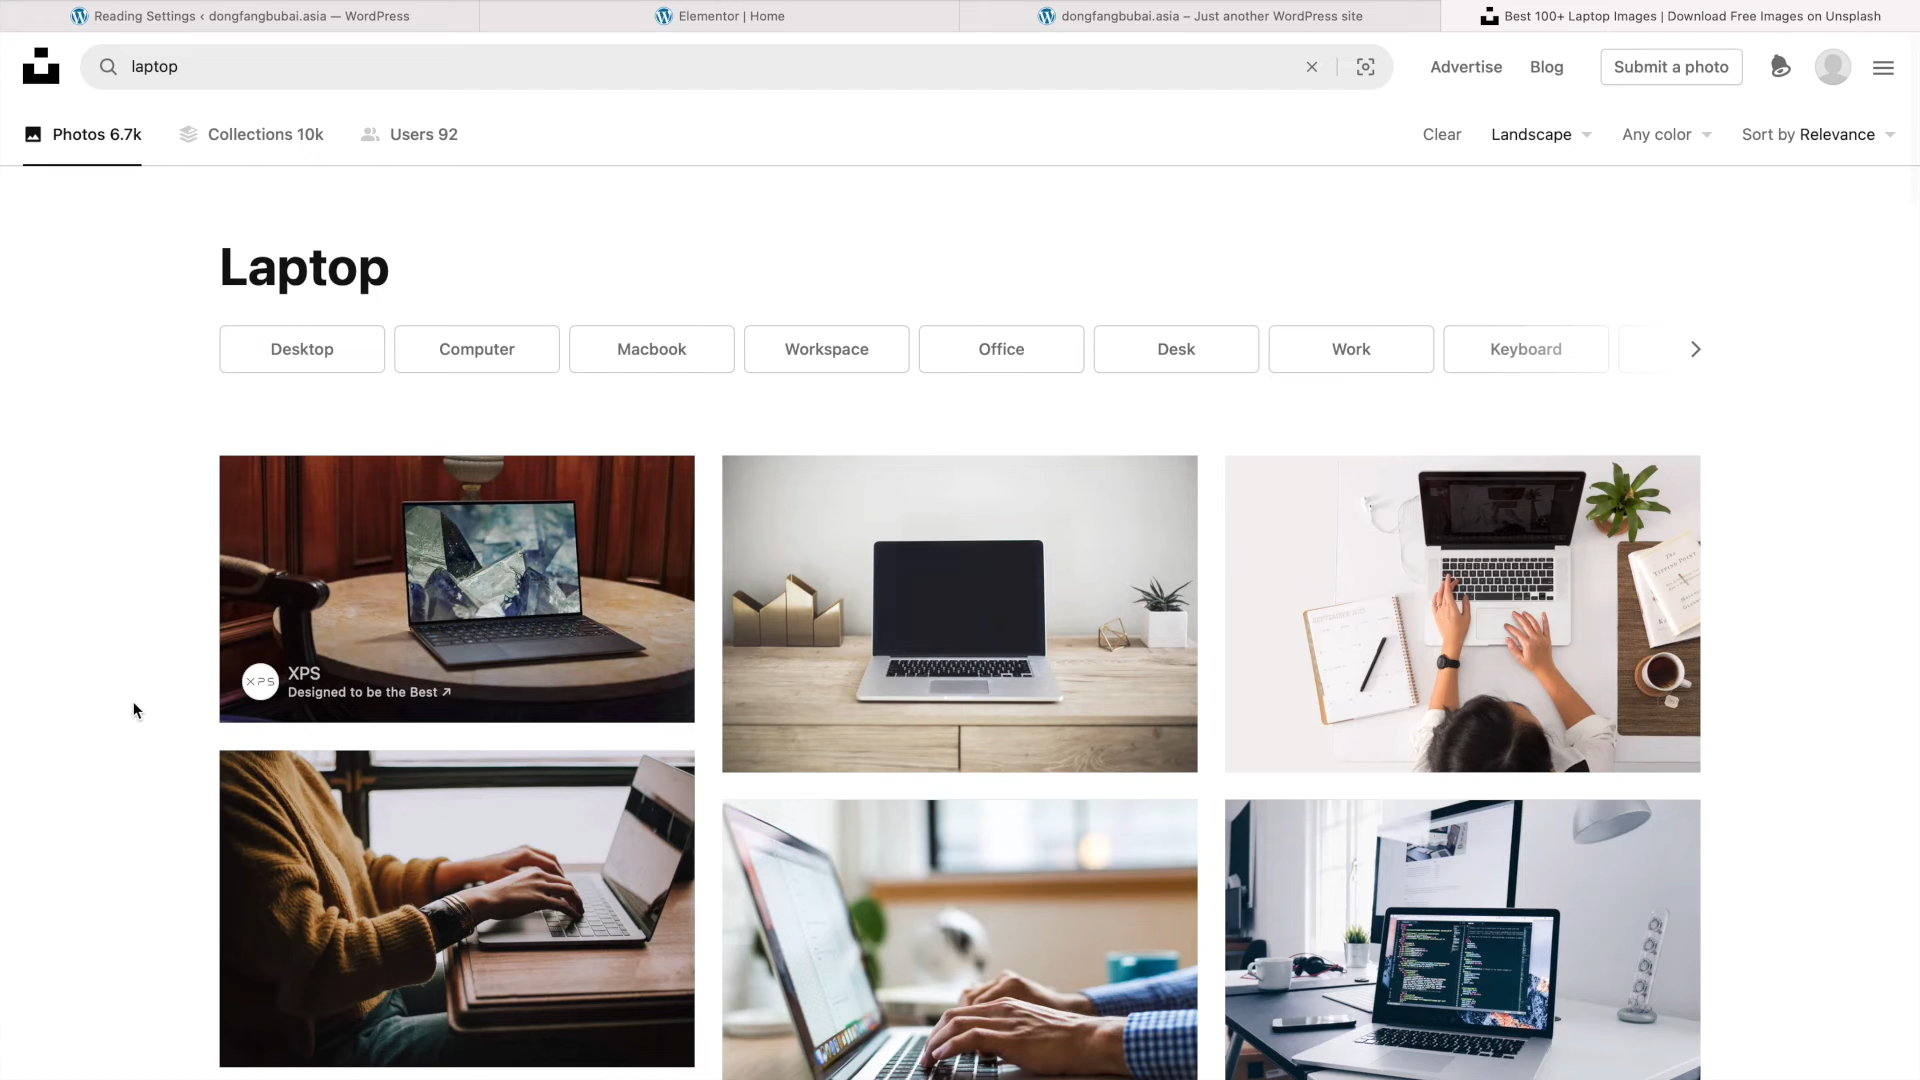 Reading Settings ‹ dongfangbubai.asia — WordPress
Elementor | Home
dongfangbubai.asia – Just another WordPress site
Best 100+ Laptop Images | Download Free Images on Unsplash
laptop
Advertise
Blog
Submit a photo
Photos 6.7k
Collections 10k
Users 92
Clear
Landscape
Any color
Sort by Relevance
Laptop
Desktop
Computer
Macbook
Workspace
Office
Desk
Work
Keyboard
XPS
XPS
Designed to be the Best ↗